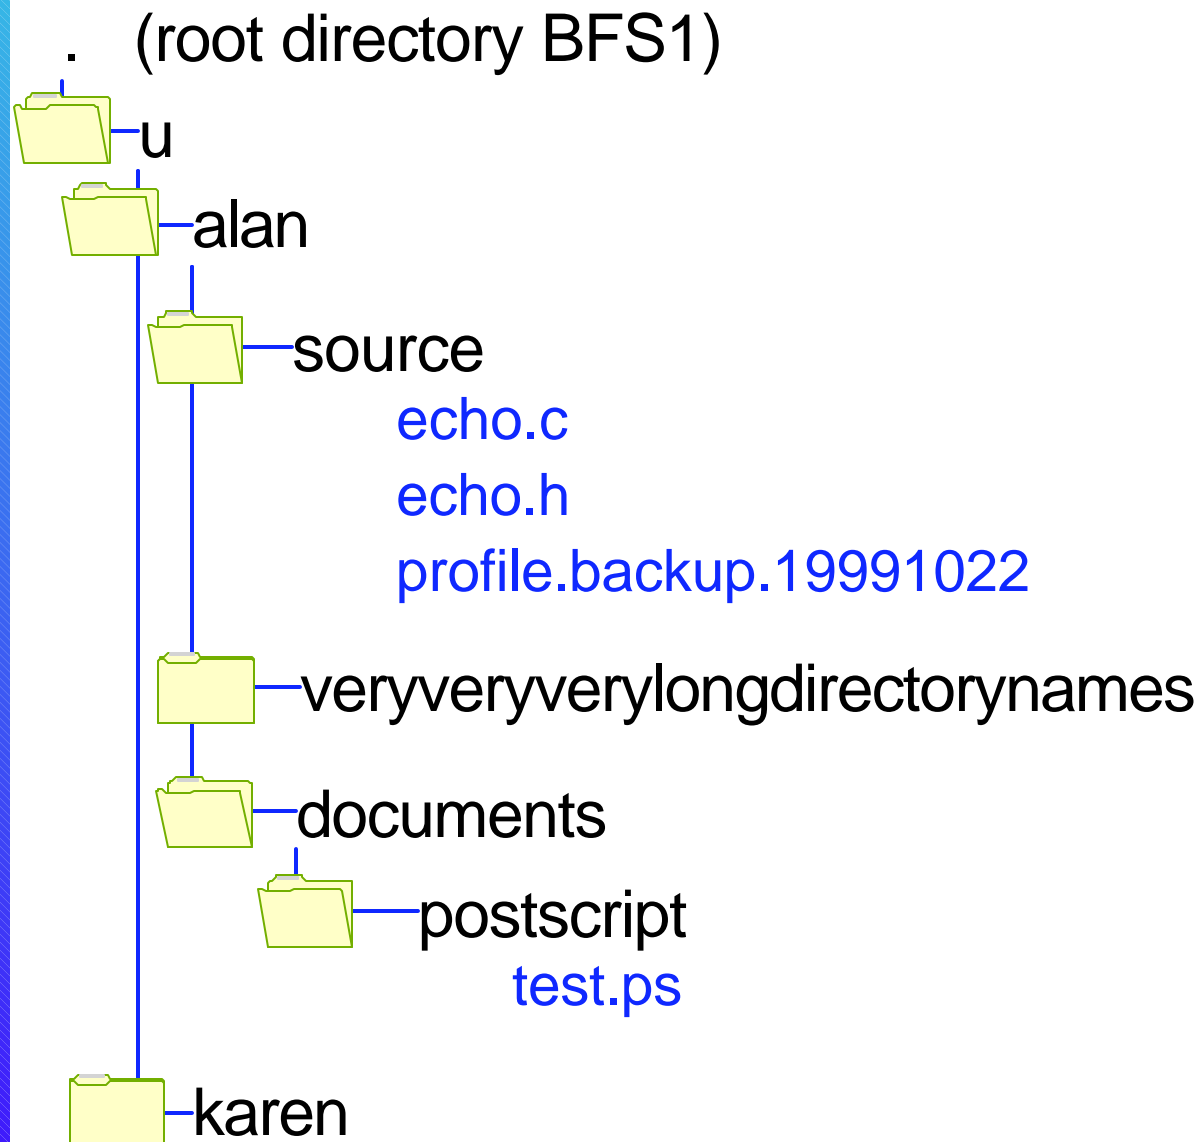 . (root directory BFS1)
u
alan
source
echo.c
echo.h
profile.backup.19991022
veryveryverylongdirectorynames
documents
postscript
test.ps
karen